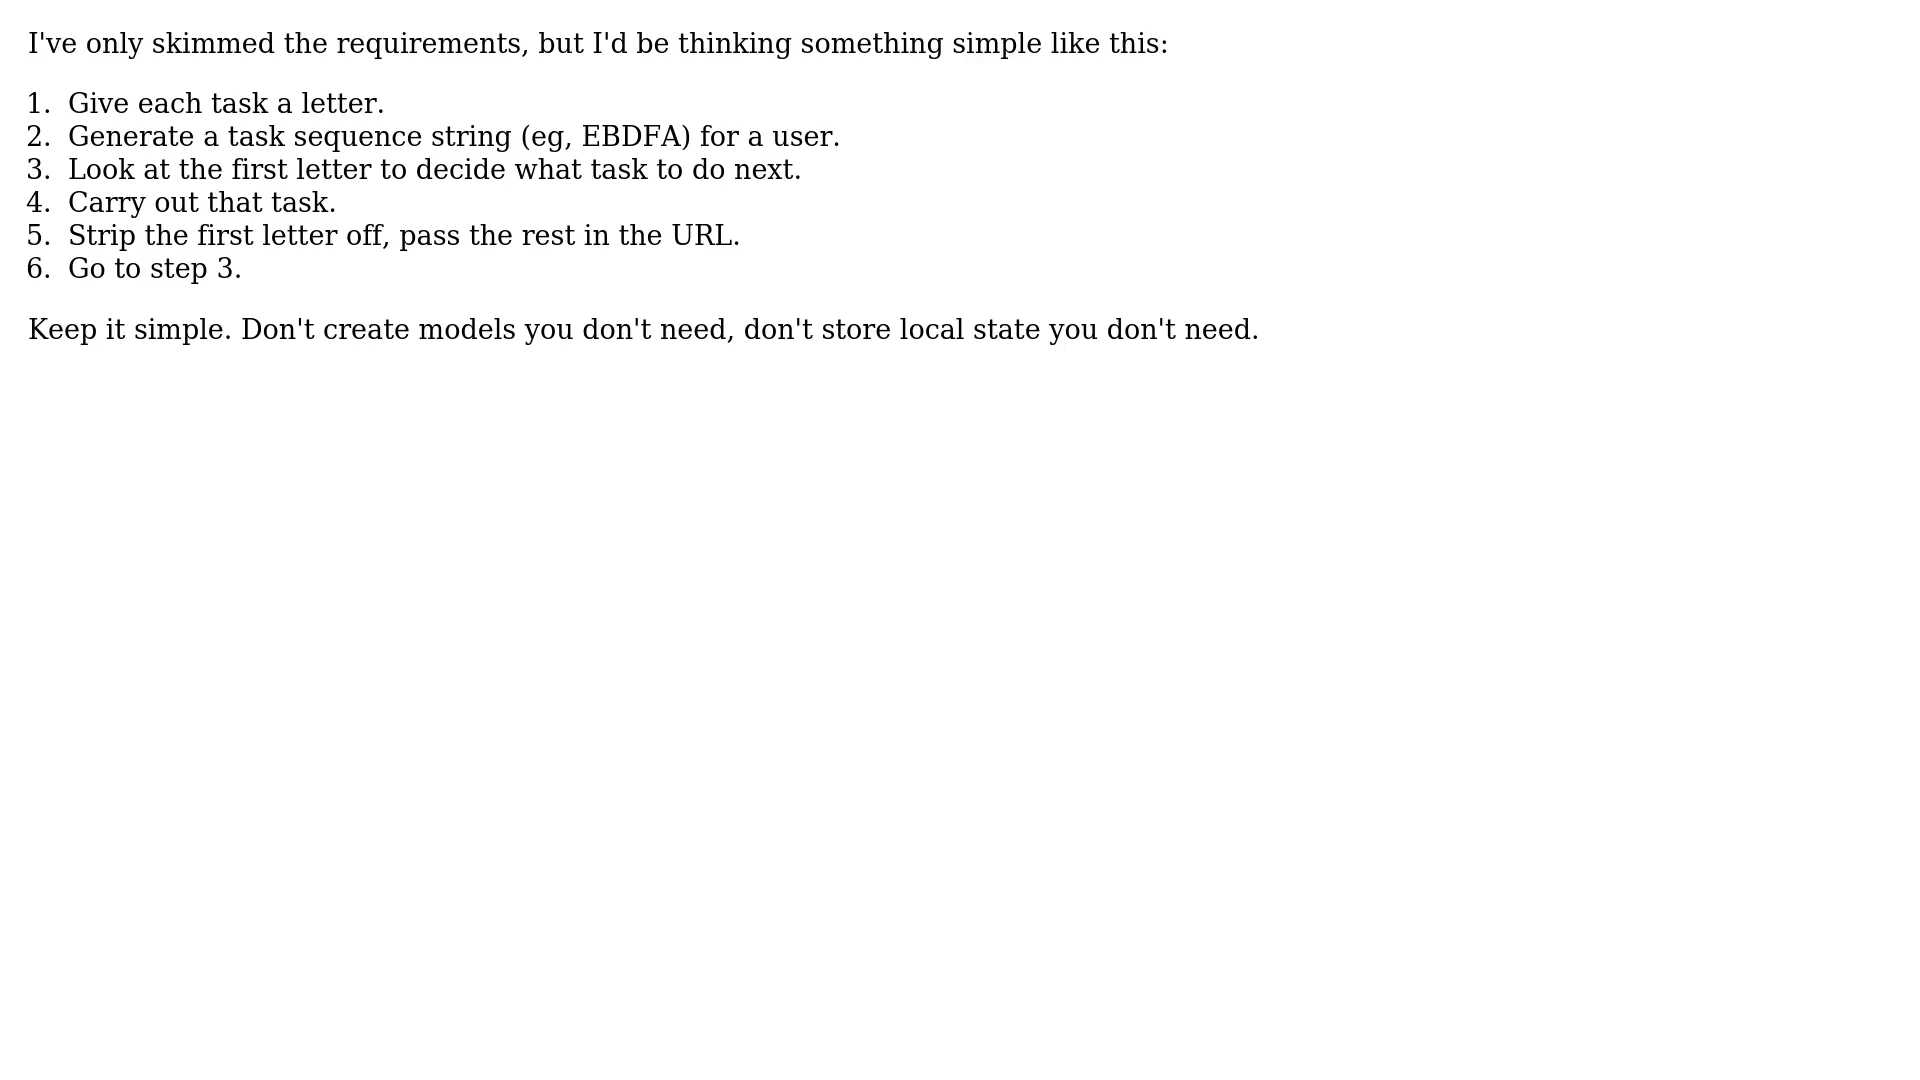 I've only skimmed the requirements, but I'd be thinking something simple like this:
1. Give each task a letter.
2. Generate a task sequence string (eg, EBDFA) for a user.
3. Look at the first letter to decide what task to do next.
4. Carry out that task.
5. Strip the first letter off, pass the rest in the URL.
6. Go to step 3.
Keep it simple. Don't create models you don't need, don't store local state you don't need.